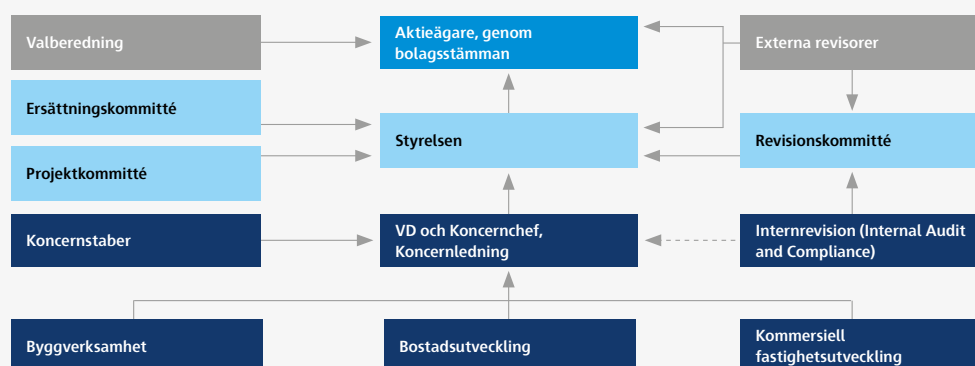 Valberedning
Aktieägare, genom
bolagsstämman
Externa revisorer
Ersättningskommitté
Styrelsen
Revisionskommitté
Projektkommitté
Koncernstaber
VD och Koncernchef,
Koncernledning
Internrevision (Internal Audit
and Compliance)
Byggverksamhet
Bostadsutveckling
Kommersiell
fastighetsutveckling